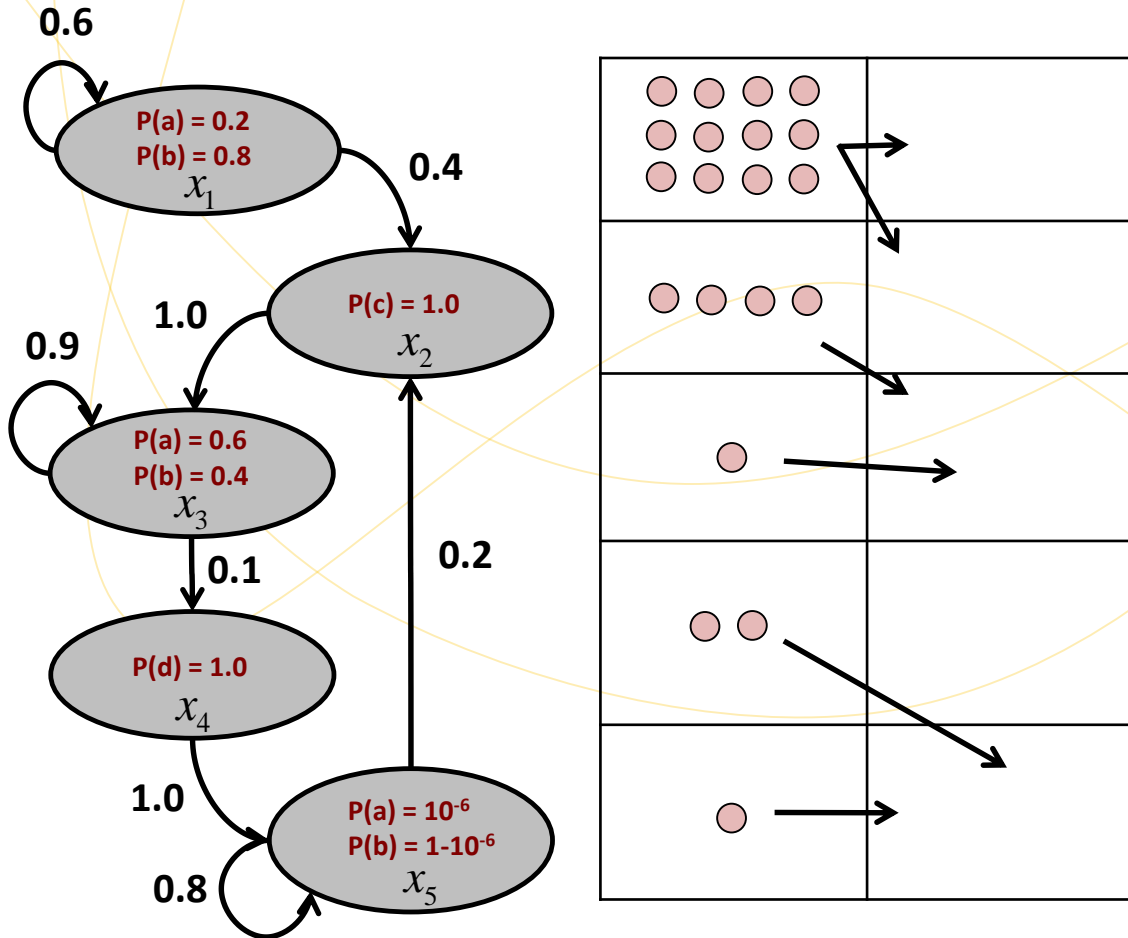 0.6
P(a) = 0.2
P(b) = 0.8
x₁
0.4
1.0
P(c) = 1.0
x₂
0.9
P(a) = 0.6
P(b) = 0.4
x₃
0.1
0.2
P(d) = 1.0
x₄
1.0
P(a) = 10⁻⁶
P(b) = 1-10⁻⁶
x₅
0.8